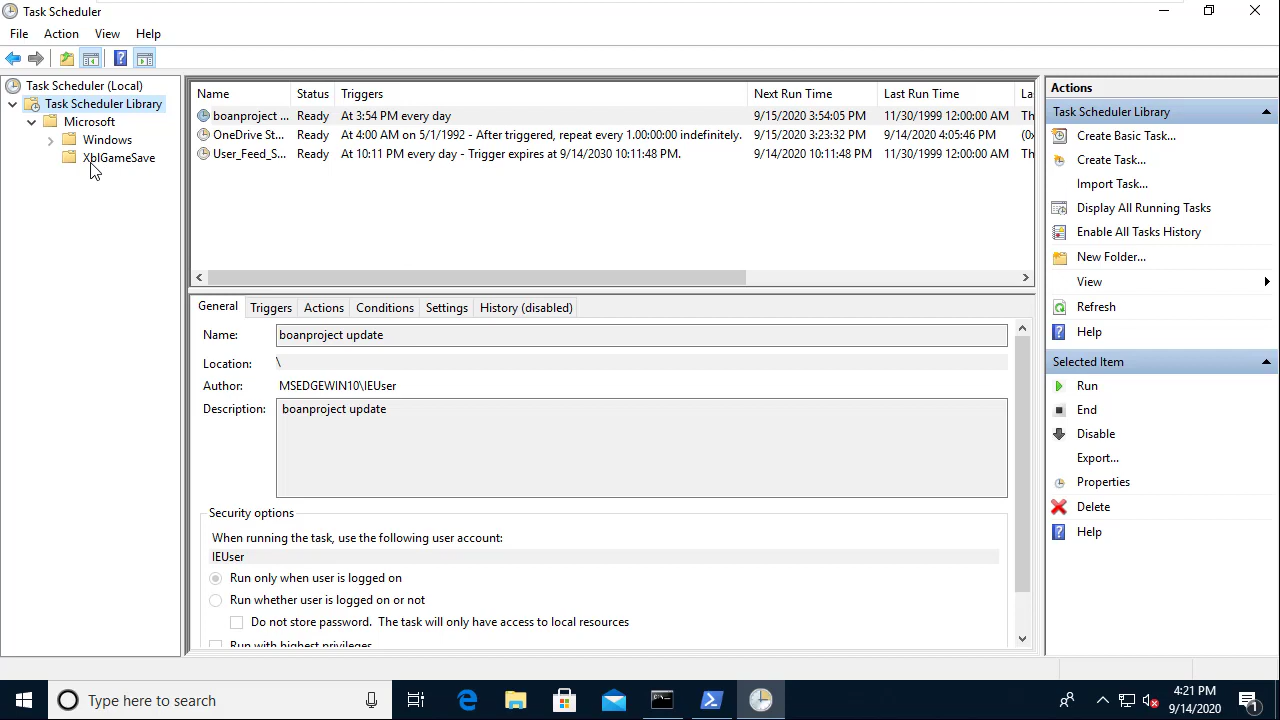 Task Scheduler
File Action View Help
Task Scheduler (Local)
Task Scheduler Library
Microsoft
Windows
XblGameSave
Name Status Triggers Next Run Time Last Run Time La
boanproject ... Ready At 3:54 PM every day 9/15/2020 3:54:05 PM 11/30/1999 12:00:00 AM Th
OneDrive St... Ready At 4:00 AM on 5/1/1992 - After triggered, repeat every 1.00:00:00 indefinitely. 9/15/2020 3:23:32 PM 9/14/2020 4:05:46 PM (0x
User_Feed_S... Ready At 10:11 PM every day - Trigger expires at 9/14/2030 10:11:48 PM. 9/14/2020 10:11:48 PM 11/30/1999 12:00:00 AM Th
General Triggers Actions Conditions Settings History (disabled)
Name: boanproject update
Location: \
Author: MSEDGEWIN10\IEUser
Description: boanproject update
Security options
When running the task, use the following user account:
IEUser
Run only when user is logged on
Run whether user is logged on or not
Do not store password. The task will only have access to local resources
Run with highest privileges
Actions
Task Scheduler Library
Create Basic Task...
Create Task...
Import Task...
Display All Running Tasks
Enable All Tasks History
New Folder...
View
Refresh
Help
Selected Item
Run
End
Disable
Export...
Properties
Delete
Help
Type here to search
4:21 PM
9/14/2020
1